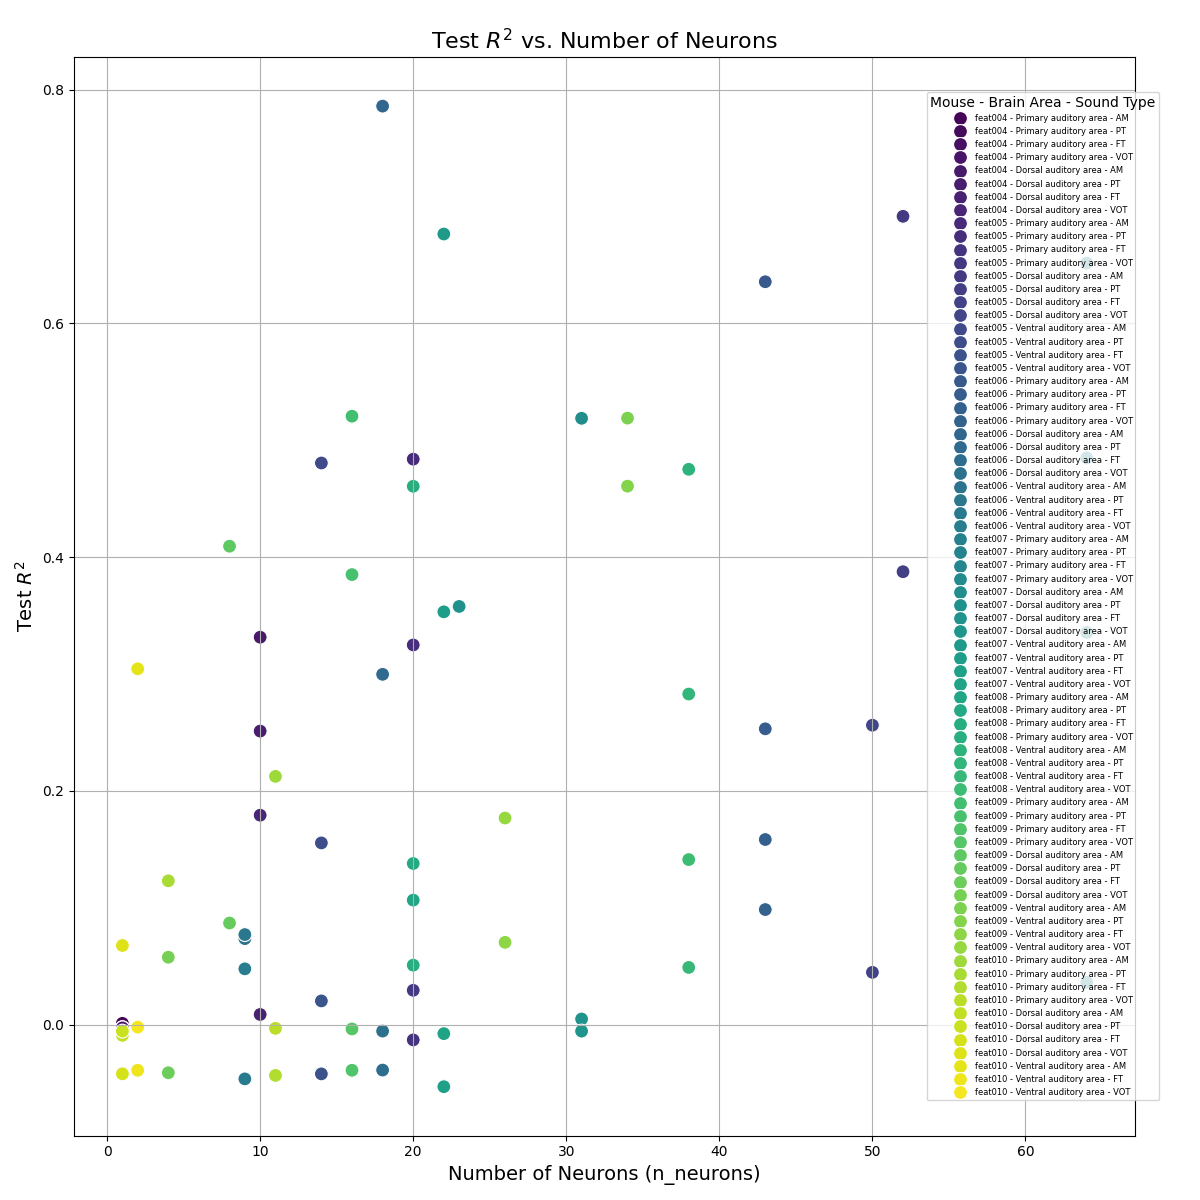 Test R² vs. Number of Neurons
0.8
0.6
0.4
0.2
0.0
Test R²
0
10
20
30
40
50
60
Number of Neurons (n_neurons)
Mouse - Brain Area - Sound Type
feat004 - Primary auditory area - AM
feat004 - Primary auditory area - PT
feat004 - Primary auditory area - FT
feat004 - Primary auditory area - VOT
feat004 - Dorsal auditory area - AM
feat004 - Dorsal auditory area - PT
feat004 - Dorsal auditory area - FT
feat004 - Dorsal auditory area - VOT
feat005 - Primary auditory area - AM
feat005 - Primary auditory area - PT
feat005 - Primary auditory area - FT
feat005 - Primary auditory area - VOT
feat005 - Dorsal auditory area - AM
feat005 - Dorsal auditory area - PT
feat005 - Dorsal auditory area - FT
feat005 - Dorsal auditory area - VOT
feat005 - Ventral auditory area - AM
feat005 - Ventral auditory area - PT
feat005 - Ventral auditory area - FT
feat005 - Ventral auditory area - VOT
feat006 - Primary auditory area - AM
feat006 - Primary auditory area - PT
feat006 - Primary auditory area - FT
feat006 - Primary auditory area - VOT
feat006 - Dorsal auditory area - AM
feat006 - Dorsal auditory area - PT
feat006 - Dorsal auditory area - FT
feat006 - Dorsal auditory area - VOT
feat006 - Ventral auditory area - AM
feat006 - Ventral auditory area - PT
feat006 - Ventral auditory area - FT
feat006 - Ventral auditory area - VOT
feat007 - Primary auditory area - AM
feat007 - Primary auditory area - PT
feat007 - Primary auditory area - FT
feat007 - Primary auditory area - VOT
feat007 - Dorsal auditory area - AM
feat007 - Dorsal auditory area - PT
feat007 - Dorsal auditory area - FT
feat007 - Dorsal auditory area - VOT
feat007 - Ventral auditory area - AM
feat007 - Ventral auditory area - PT
feat007 - Ventral auditory area - FT
feat007 - Ventral auditory area - VOT
feat008 - Primary auditory area - AM
feat008 - Primary auditory area - PT
feat008 - Primary auditory area - FT
feat008 - Primary auditory area - VOT
feat008 - Ventral auditory area - AM
feat008 - Ventral auditory area - PT
feat008 - Ventral auditory area - FT
feat008 - Ventral auditory area - VOT
feat009 - Primary auditory area - AM
feat009 - Primary auditory area - PT
feat009 - Primary auditory area - FT
feat009 - Primary auditory area - VOT
feat009 - Dorsal auditory area - AM
feat009 - Dorsal auditory area - PT
feat009 - Dorsal auditory area - FT
feat009 - Dorsal auditory area - VOT
feat009 - Ventral auditory area - AM
feat009 - Ventral auditory area - PT
feat009 - Ventral auditory area - FT
feat009 - Ventral auditory area - VOT
feat010 - Primary auditory area - AM
feat010 - Primary auditory area - PT
feat010 - Primary auditory area - FT
feat010 - Primary auditory area - VOT
feat010 - Dorsal auditory area - AM
feat010 - Dorsal auditory area - PT
feat010 - Dorsal auditory area - FT
feat010 - Dorsal auditory area - VOT
feat010 - Ventral auditory area - AM
feat010 - Ventral auditory area - FT
feat010 - Ventral auditory area - VOT